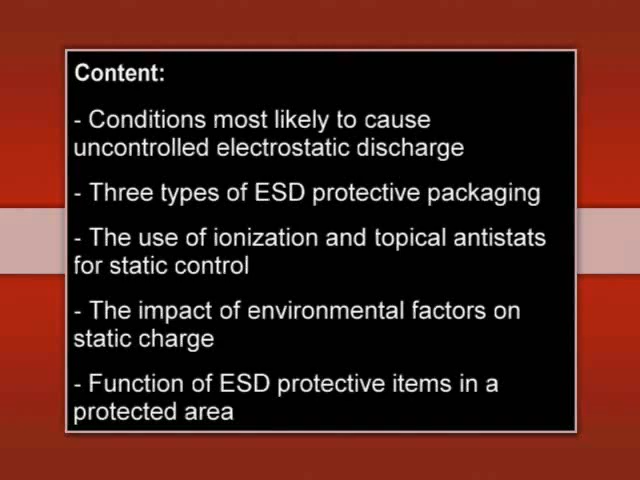 Content:
- Conditions most likely to cause
uncontrolled electrostatic discharge
- Three types of ESD protective packaging
- The use of ionization and topical antistats
for static control
- The impact of environmental factors on
static charge
- Function of ESD protective items in a
protected area